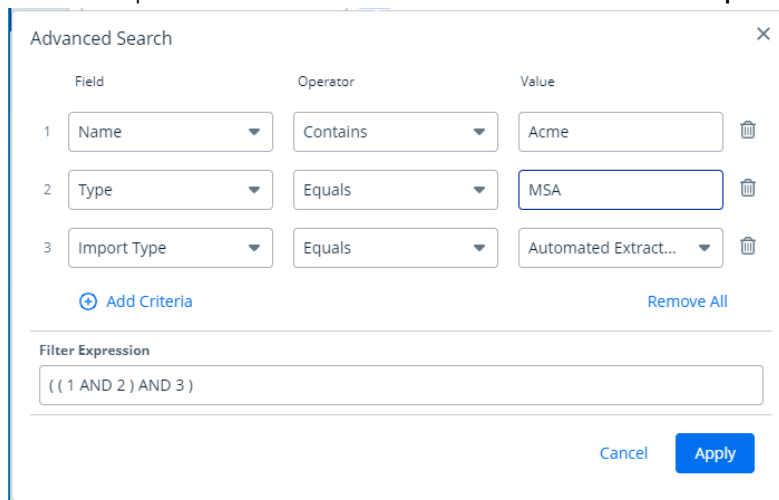 Advanced Search
Field Operator Value
1 Name Contains Acme
2 Type Equals MSA
3 Import Type Equals Automated Extract...
Add Criteria Remove All
Filter Expression
( ( 1 AND 2 ) AND 3 )
Cancel Apply